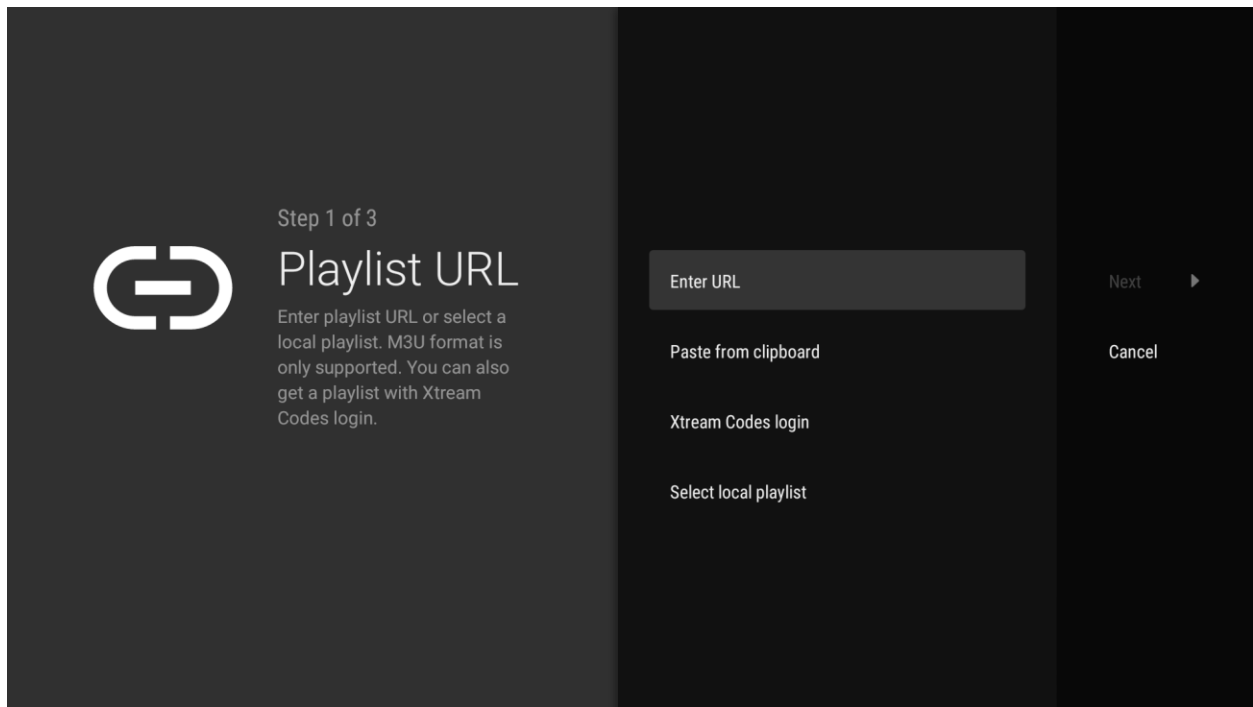 Step 1 of 3
Playlist URL
Enter playlist URL or select a
local playlist. M3U format is
only supported. You can also
get a playlist with Xtream
Codes login.
Enter URL
Paste from clipboard
Xtream Codes login
Select local playlist
Next
Cancel